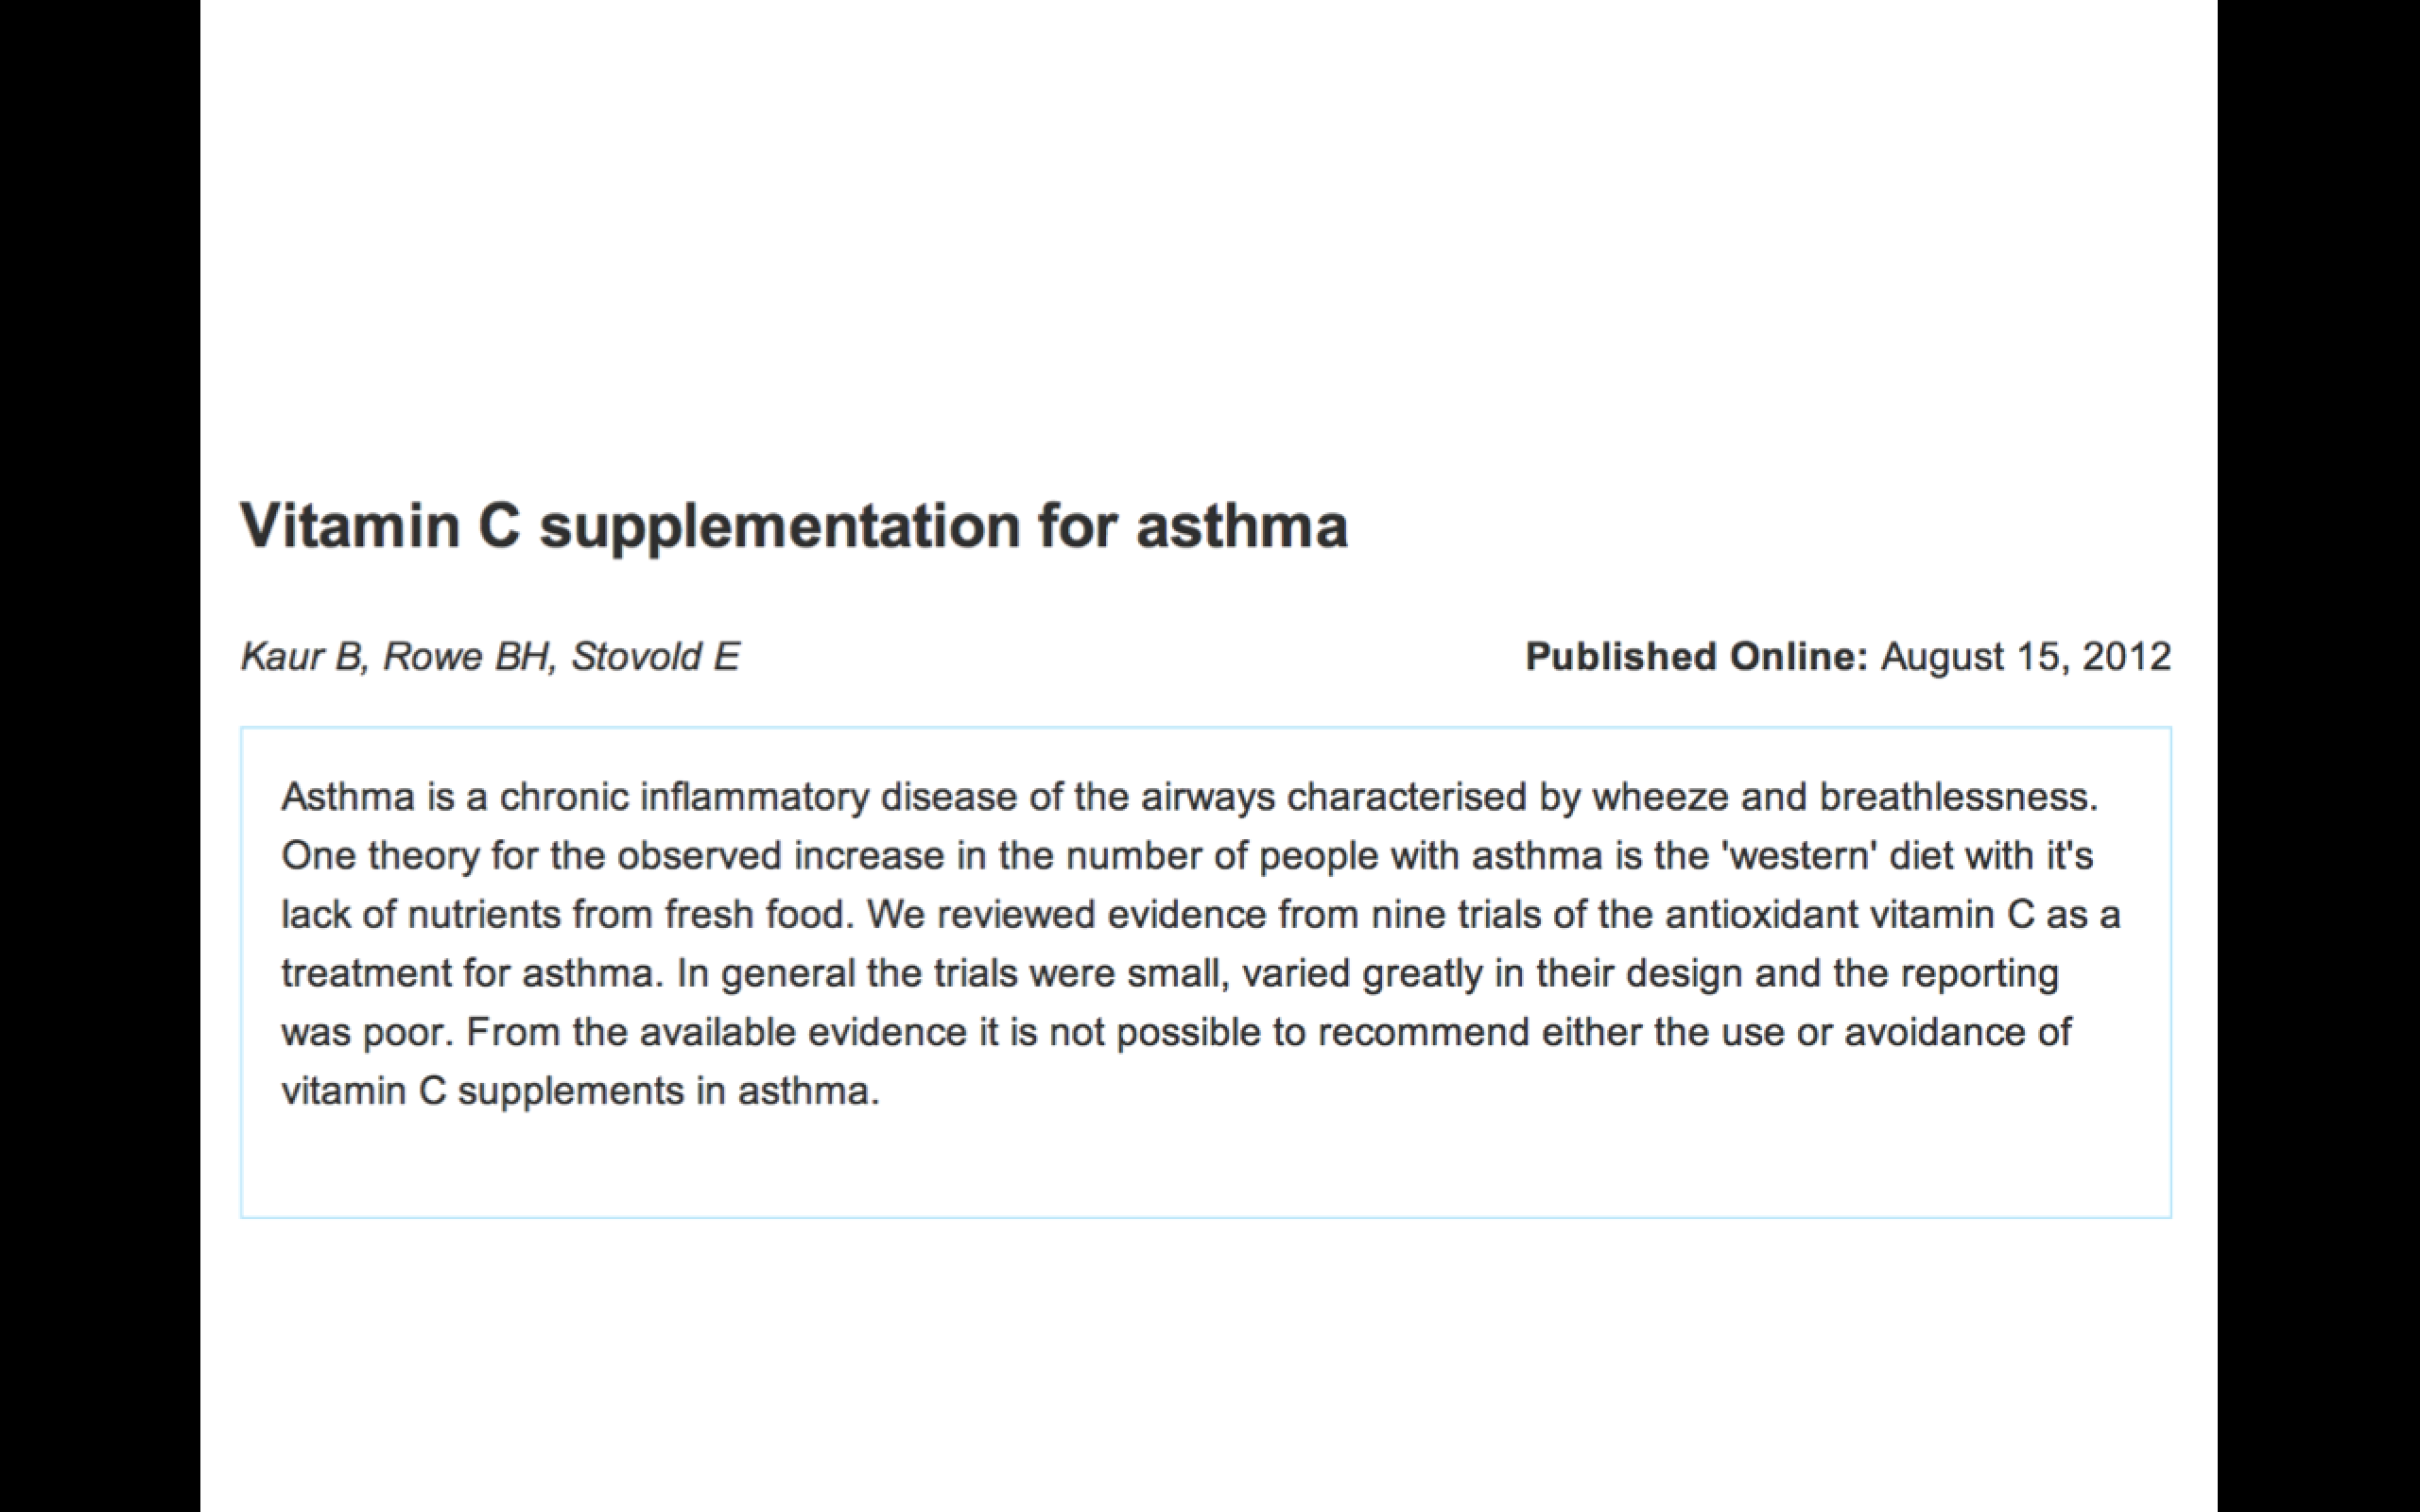 Vitamin C supplementation for asthma
Kaur B, Rowe BH, Stovold E
Published Online: August 15, 2012
Asthma is a chronic inflammatory disease of the airways characterised by wheeze and breathlessness.
One theory for the observed increase in the number of people with asthma is the 'western' diet with it's
lack of nutrients from fresh food. We reviewed evidence from nine trials of the antioxidant vitamin C as a
treatment for asthma. In general the trials were small, varied greatly in their design and the reporting
was poor. From the available evidence it is not possible to recommend either the use or avoidance of
vitamin C supplements in asthma.